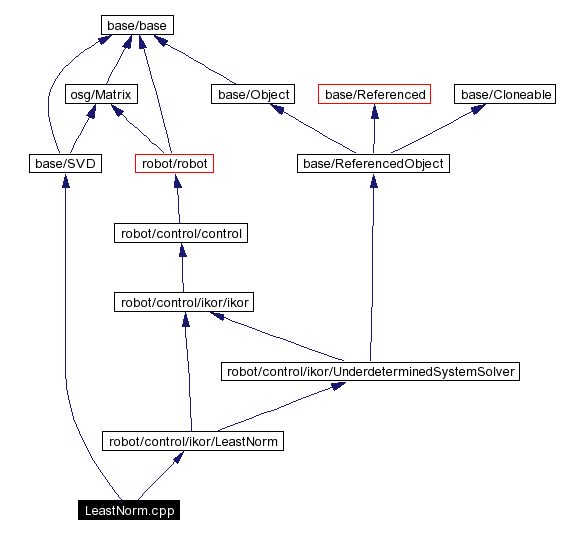 base/base
osg/Matrix
base/Object
base/Referenced
base/Cloneable
base/SVD
robot/robot
base/ReferencedObject
robot/control/control
robot/control/ikor/ikor
robot/control/ikor/UnderdeterminedSystemSolver
robot/control/ikor/LeastNorm
LeastNorm.cpp